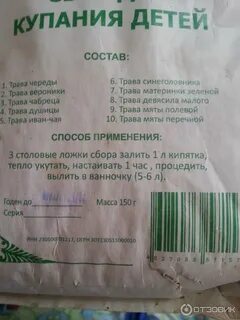 КУПАНИЯ ДЕТЕЙ
СОСТАВ:
1. Трава череды
2. Трава вероники
3. Трава чабреца
4. Трава душицы
5. Трава иван-чая
6. Трава синеголовника
7. Трава материнки зеленой
8. Трава девясила малого
9. Трава мяты полевой
10. Трава мяты перечной
СПОСОБ ПРИМЕНЕНИЯ:
3 столовые ложки сбора залить 1 л кипятка,
тепло укутать, настаивать 1 час, процедить,
вылить в ванночку (5-6 л).
Годен до
Масса 150 г
Серия
ИНН
ОТЗОВИК